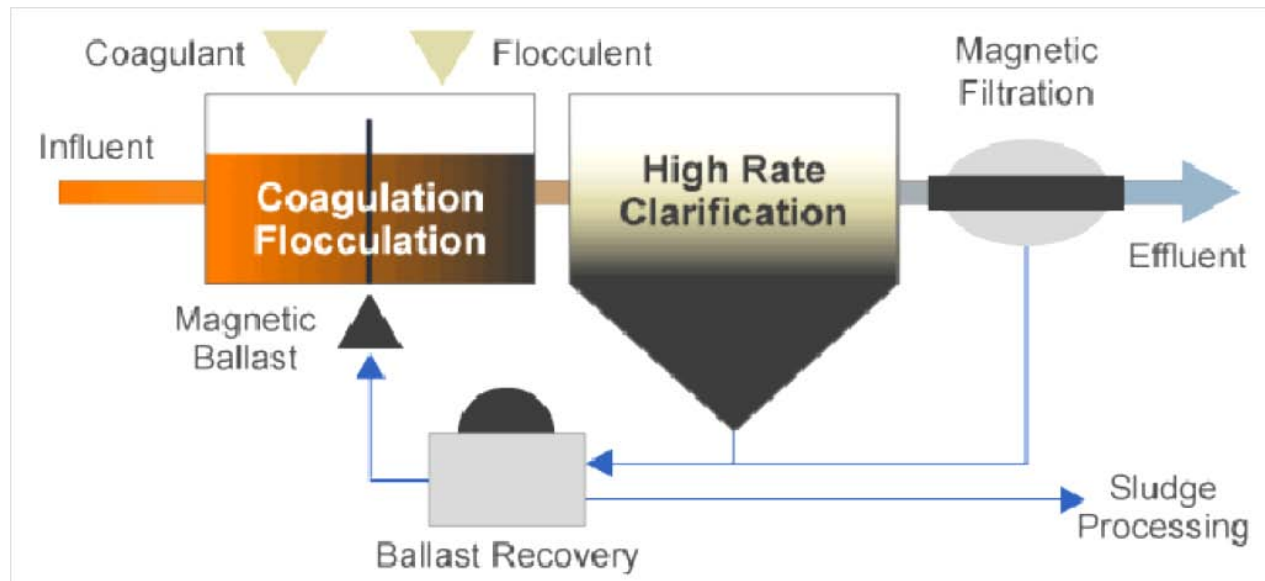 Coagulant
Flocculent
Magnetic
Filtration
Influent
Coagulation
Flocculation
High Rate
Clarification
Effluent
Magnetic
Ballast
Ballast Recovery
Sludge
Processing